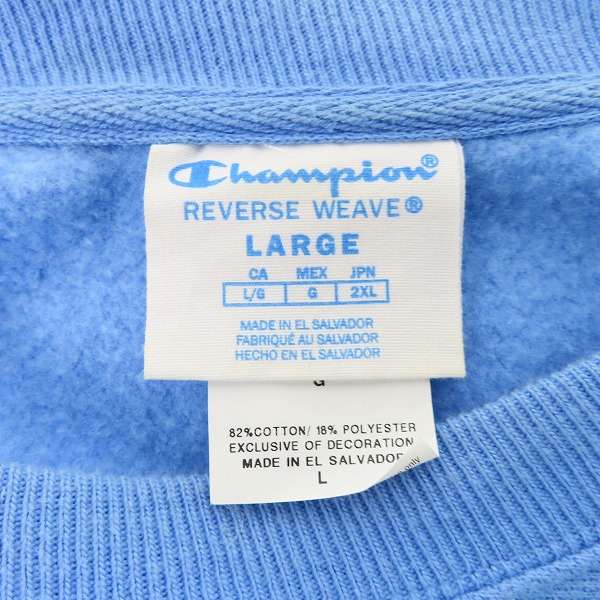 Champion®
REVERSE WEAVE®
LARGE
CA MEX JPN
L/G G 2XL
MADE IN EL SALVADOR
FABRIQUÉ AU SALVADOR
HECHO EN EL SALVADOR
G
82%COTTON/ 18% POLYESTER
EXCLUSIVE OF DECORATION
MADE IN EL SALVADOR
L
only